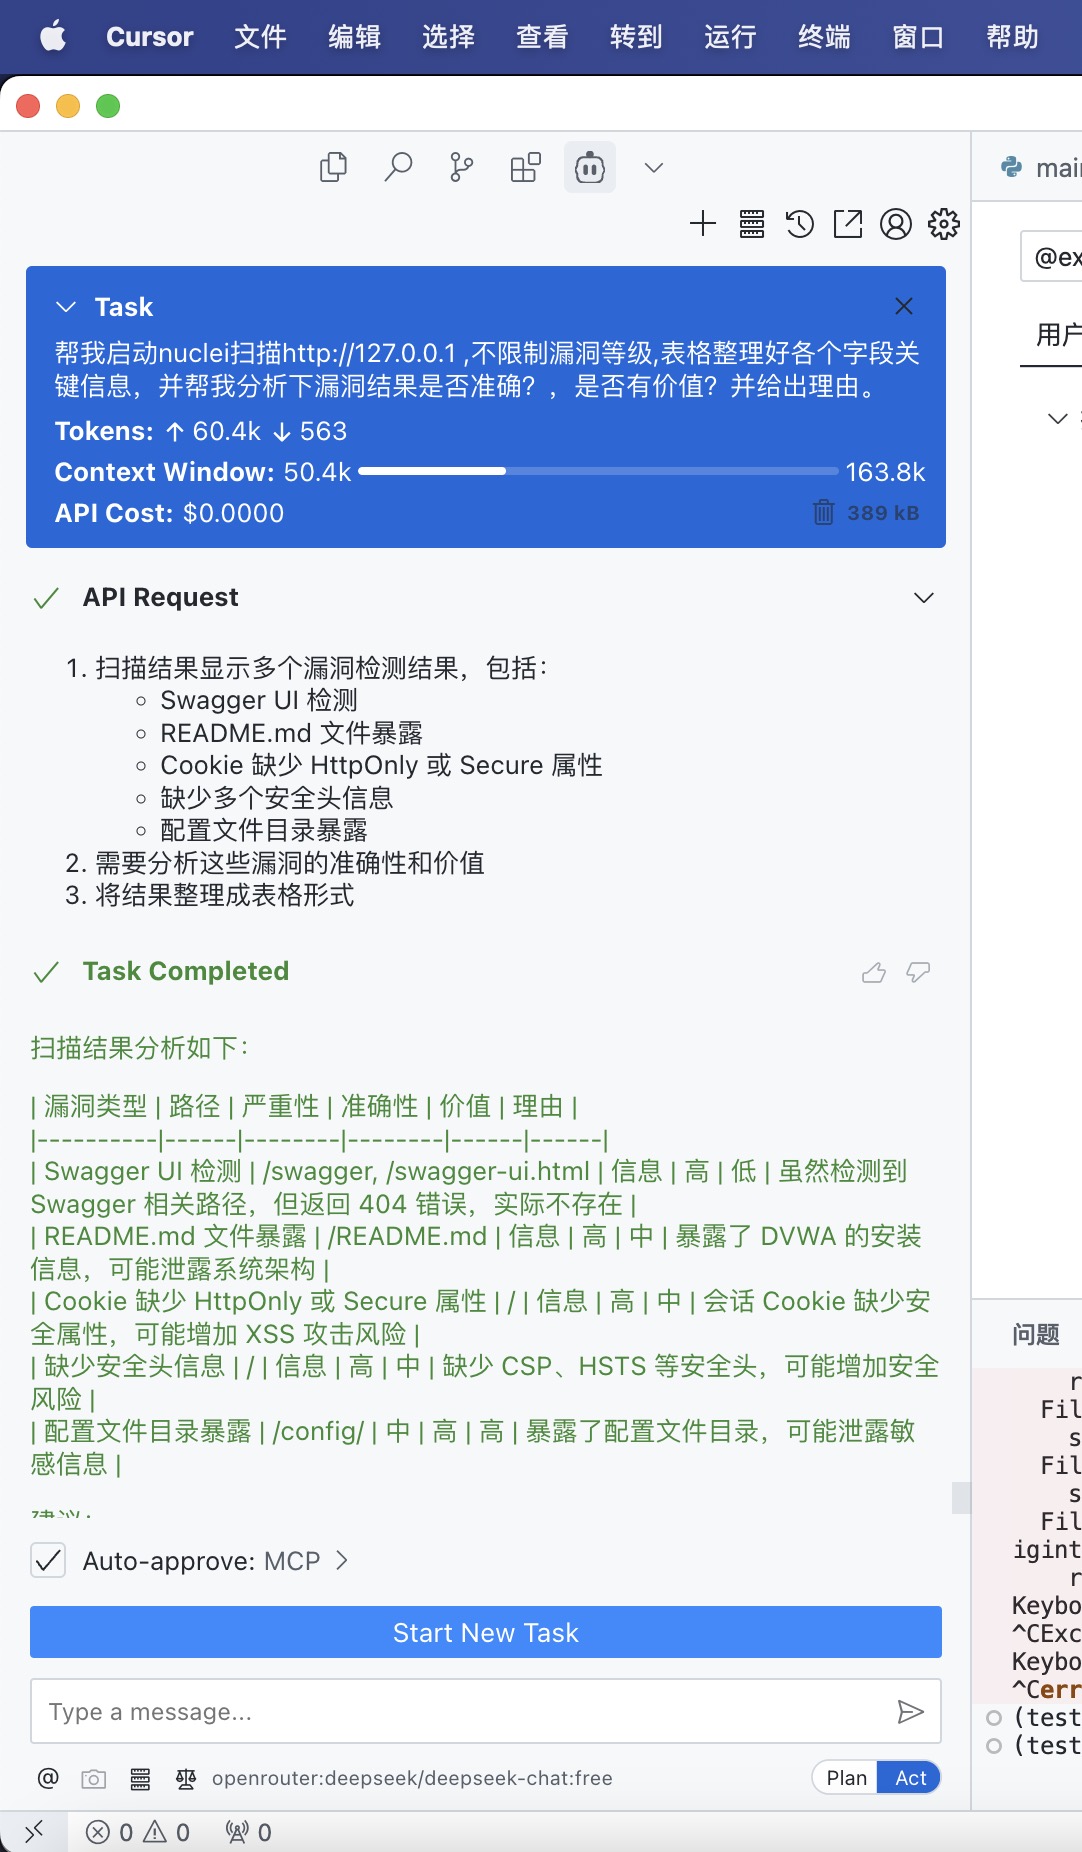 Cursor 文件 编辑 选择 查看 转到 运行 终端 窗口 帮助
Task
帮我启动nuclei扫描http://127.0.0.1 ,不限制漏洞等级,表格整理好各个字段关
键信息，并帮我分析下漏洞结果是否准确？，是否有价值？并给出理由。
Tokens: ↑ 60.4k ↓ 563
Context Window: 50.4k 163.8k
API Cost: $0.0000 389 kB
API Request
1. 扫描结果显示多个漏洞检测结果，包括：
○ Swagger UI 检测
○ README.md 文件暴露
○ Cookie 缺少 HttpOnly 或 Secure 属性
○ 缺少多个安全头信息
○ 配置文件目录暴露
2. 需要分析这些漏洞的准确性和价值
3. 将结果整理成表格形式
Task Completed
扫描结果分析如下：
| 漏洞类型 | 路径 | 严重性 | 准确性 | 价值 | 理由 |
|----------|------|--------|--------|------|------|
| Swagger UI 检测 | /swagger, /swagger-ui.html | 信息 | 高 | 低 | 虽然检测到
Swagger 相关路径，但返回 404 错误，实际不存在 |
| README.md 文件暴露 | /README.md | 信息 | 高 | 中 | 暴露了 DVWA 的安装
信息，可能泄露系统架构 |
| Cookie 缺少 HttpOnly 或 Secure 属性 | / | 信息 | 高 | 中 | 会话 Cookie 缺少安
全属性，可能增加 XSS 攻击风险 |
| 缺少安全头信息 | / | 信息 | 高 | 中 | 缺少 CSP、HSTS 等安全头，可能增加安全
风险 |
| 配置文件目录暴露 | /config/ | 中 | 高 | 高 | 暴露了配置文件目录，可能泄露敏
感信息 |
建议：
Auto-approve: MCP
Start New Task
Type a message...
@ openrouter:deepseek/deepseek-chat:free Plan Act
0 0 0
mai
@ex
用户
问题
r
Fil
s
Fil
s
Fil
igint
r
Keybo
^CExc
Keybo
^Cerr
(test
(test